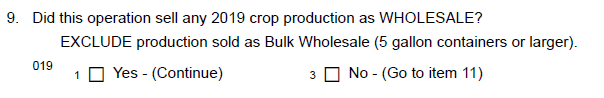 9. Did this operation sell any 2019 crop production as WHOLESALE?
EXCLUDE production sold as Bulk Wholesale (5 gallon containers or larger).
019 1 ☐ Yes - (Continue) 3 ☐ No - (Go to item 11)